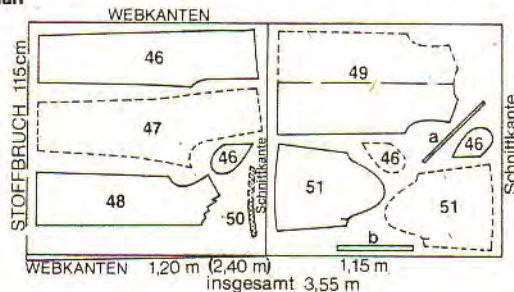 WEBKANTEN
STOFFBRUCH 115cm
46
47
46
48
50
Schnittkante
49
a
46
46
51
51
b
Schnittkante
WEBKANTEN 1,20 m (2,40 m) 1,15 m
insgesamt 3,55 m